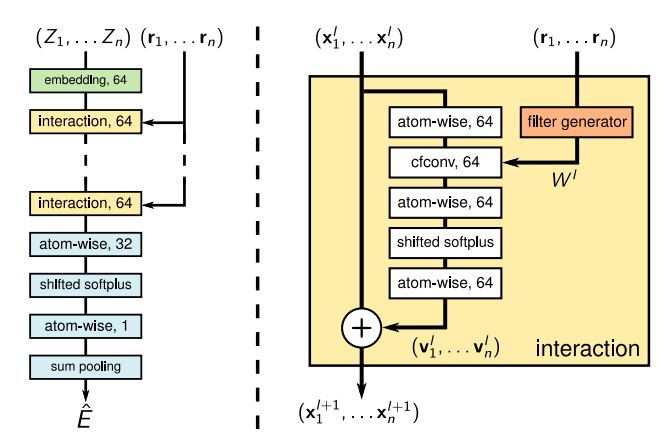 (Z₁, . . . Zₙ) (r₁, . . . rₙ)
embedding, 64
interaction, 64
interaction, 64
atom-wise, 32
shifted softplus
atom-wise, 1
sum pooling
Ê
(x₁ˡ, . . . xₙˡ) (r₁, . . . rₙ)
atom-wise, 64
filter generator
cfconv, 64
Wˡ
atom-wise, 64
shifted softplus
atom-wise, 64
+
(v₁ˡ, . . . vₙˡ)
interaction
(x₁ˡ⁺¹, . . . xₙˡ⁺¹)